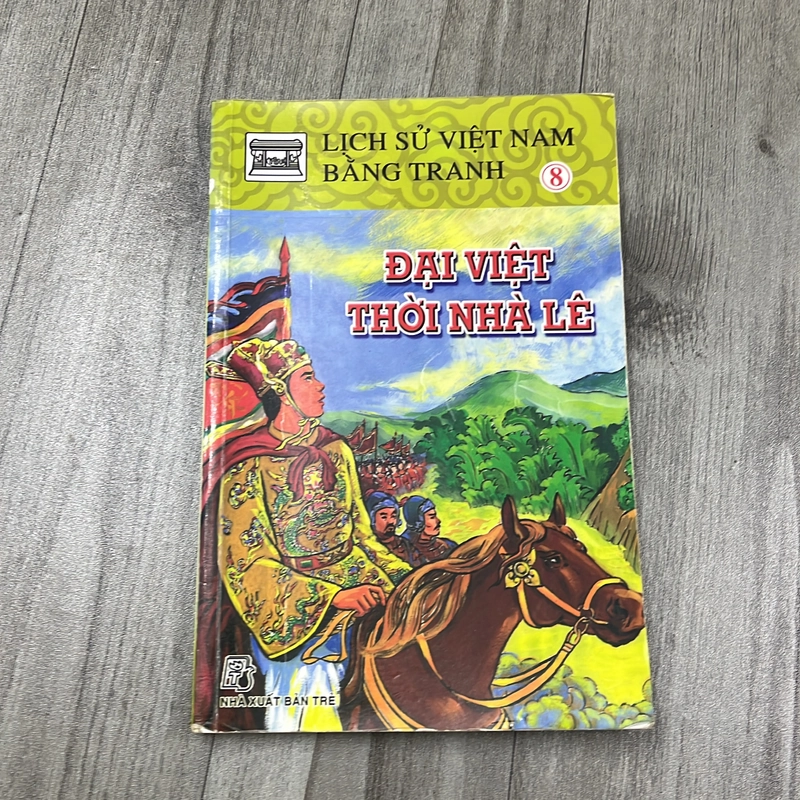 LỊCH SỬ VIỆT NAM
BẰNG TRANH
8
ĐẠI VIỆT
THỜI NHÀ LÊ
NHÀ XUẤT BẢN TRẺ